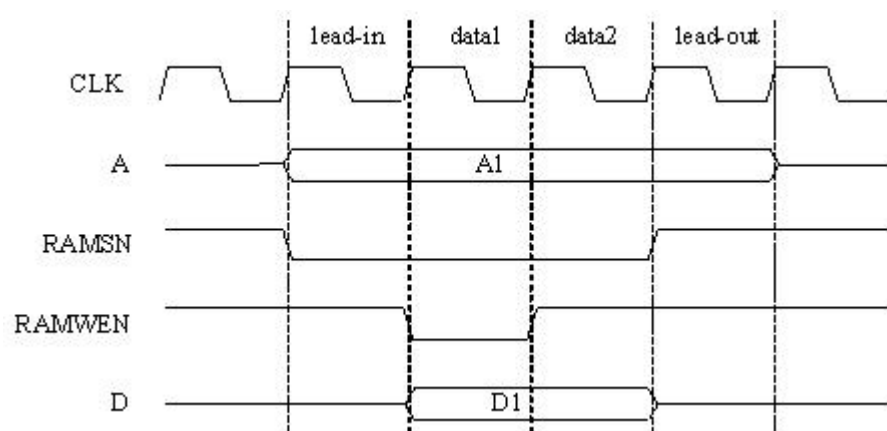 lead-in data1 data2 lead-out
CLK
A A1
RAMSN
RAMWEN
D D1